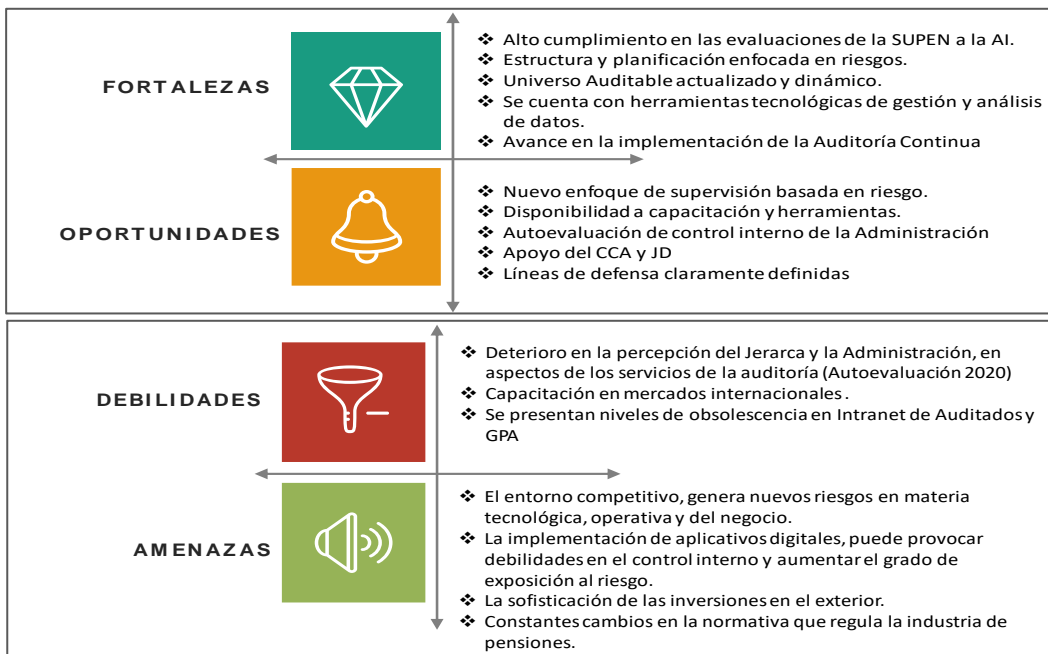 FORTALEZAS
❖ Alto cumplimiento en las evaluaciones de la SUPEN a la AI.
❖ Estructura y planificación enfocada en riesgos.
❖ Universo Auditable actualizado y dinámico.
❖ Se cuenta con herramientas tecnológicas de gestión y análisis
de datos.
❖ Avance en la implementación de la Auditoría Continua
OPORTUNIDADES
❖ Nuevo enfoque de supervisión basada en riesgo.
❖ Disponibilidad a capacitación y herramientas.
❖ Autoevaluación de control interno de la Administración
❖ Apoyo del CCA y JD
❖ Líneas de defensa claramente definidas
DEBILIDADES
❖ Deterioro en la percepción del Jerarca y la Administración, en
aspectos de los servicios de la auditoría (Autoevaluación 2020)
❖ Capacitación en mercados internacionales.
❖ Se presentan niveles de obsolescencia en Intranet de Auditados y
GPA
AMENAZAS
❖ El entorno competitivo, genera nuevos riesgos en materia
tecnológica, operativa y del negocio.
❖ La implementación de aplicativos digitales, puede provocar
debilidades en el control interno y aumentar el grado de
exposición al riesgo.
❖ La sofisticación de las inversiones en el exterior.
❖ Constantes cambios en la normativa que regula la industria de
pensiones.